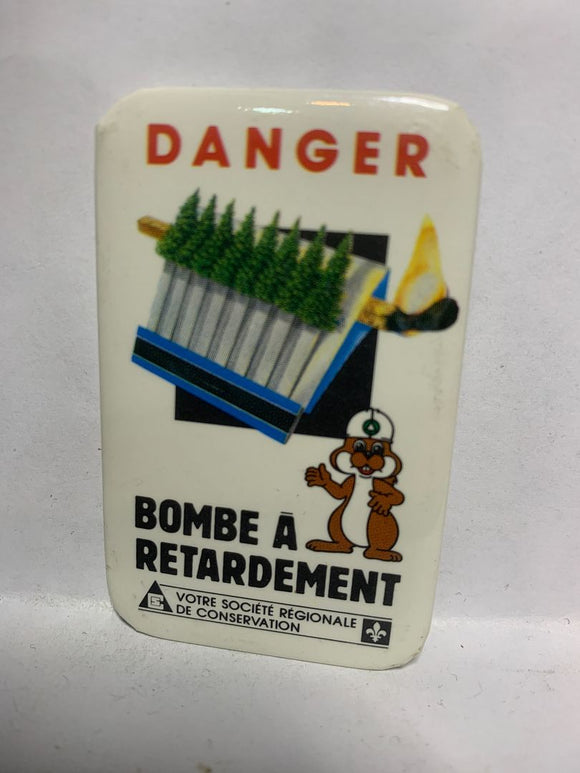 DANGER
BOMBE À
RETARDEMENT
VOTRE SOCIÉTÉ RÉGIONALE
DE CONSERVATION